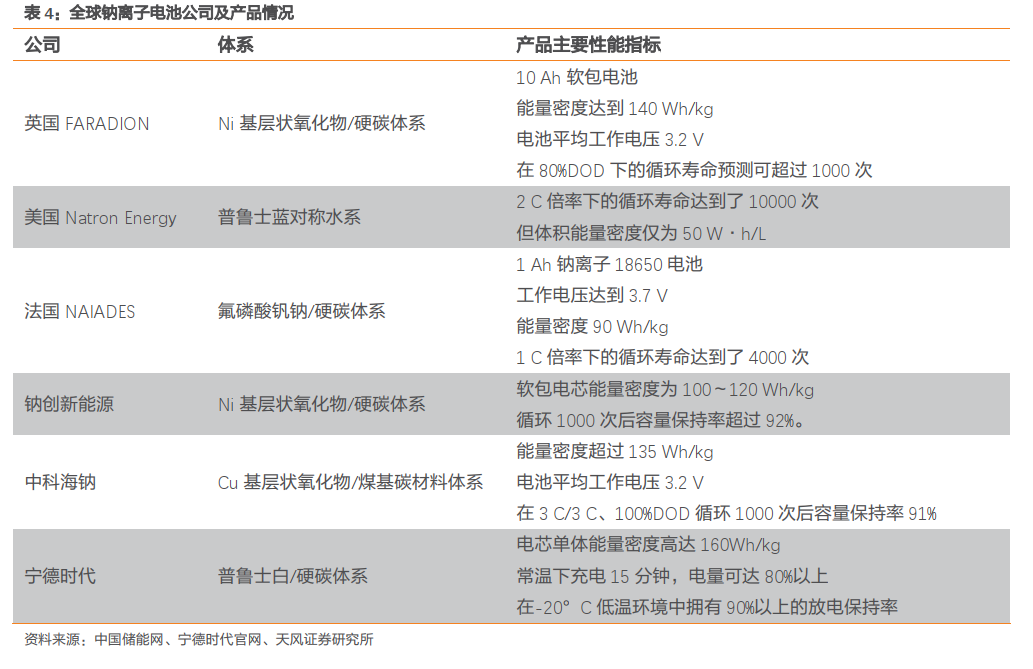 表 4：全球钠离子电池公司及产品情况
公司 体系 产品主要性能指标
10 Ah 软包电池
能量密度达到 140 Wh/kg
英国 FARADION Ni 基层状氧化物/硬碳体系
电池平均工作电压 3.2 V
在 80%DOD 下的循环寿命预测可超过 1000 次
2 C 倍率下的循环寿命达到了 10000 次
美国 Natron Energy 普鲁士蓝对称水系
但体积能量密度仅为 50 W·h/L
1 Ah 钠离子 18650 电池
工作电压达到 3.7 V
法国 NAIADES 氟磷酸钒钠/硬碳体系
能量密度 90 Wh/kg
1 C 倍率下的循环寿命达到了 4000 次
软包电芯能量密度为 100～120 Wh/kg
钠创新能源 Ni 基层状氧化物/硬碳体系
循环 1000 次后容量保持率超过 92%。
能量密度超过 135 Wh/kg
中科海钠 Cu 基层状氧化物/煤基碳材料体系 电池平均工作电压 3.2 V
在 3 C/3 C、100%DOD 循环 1000 次后容量保持率 91%
电芯单体能量密度高达 160Wh/kg
宁德时代 普鲁士白/硬碳体系 常温下充电 15 分钟，电量可达 80%以上
在-20° C 低温环境中拥有 90%以上的放电保持率
资料来源：中国储能网、宁德时代官网、天风证券研究所